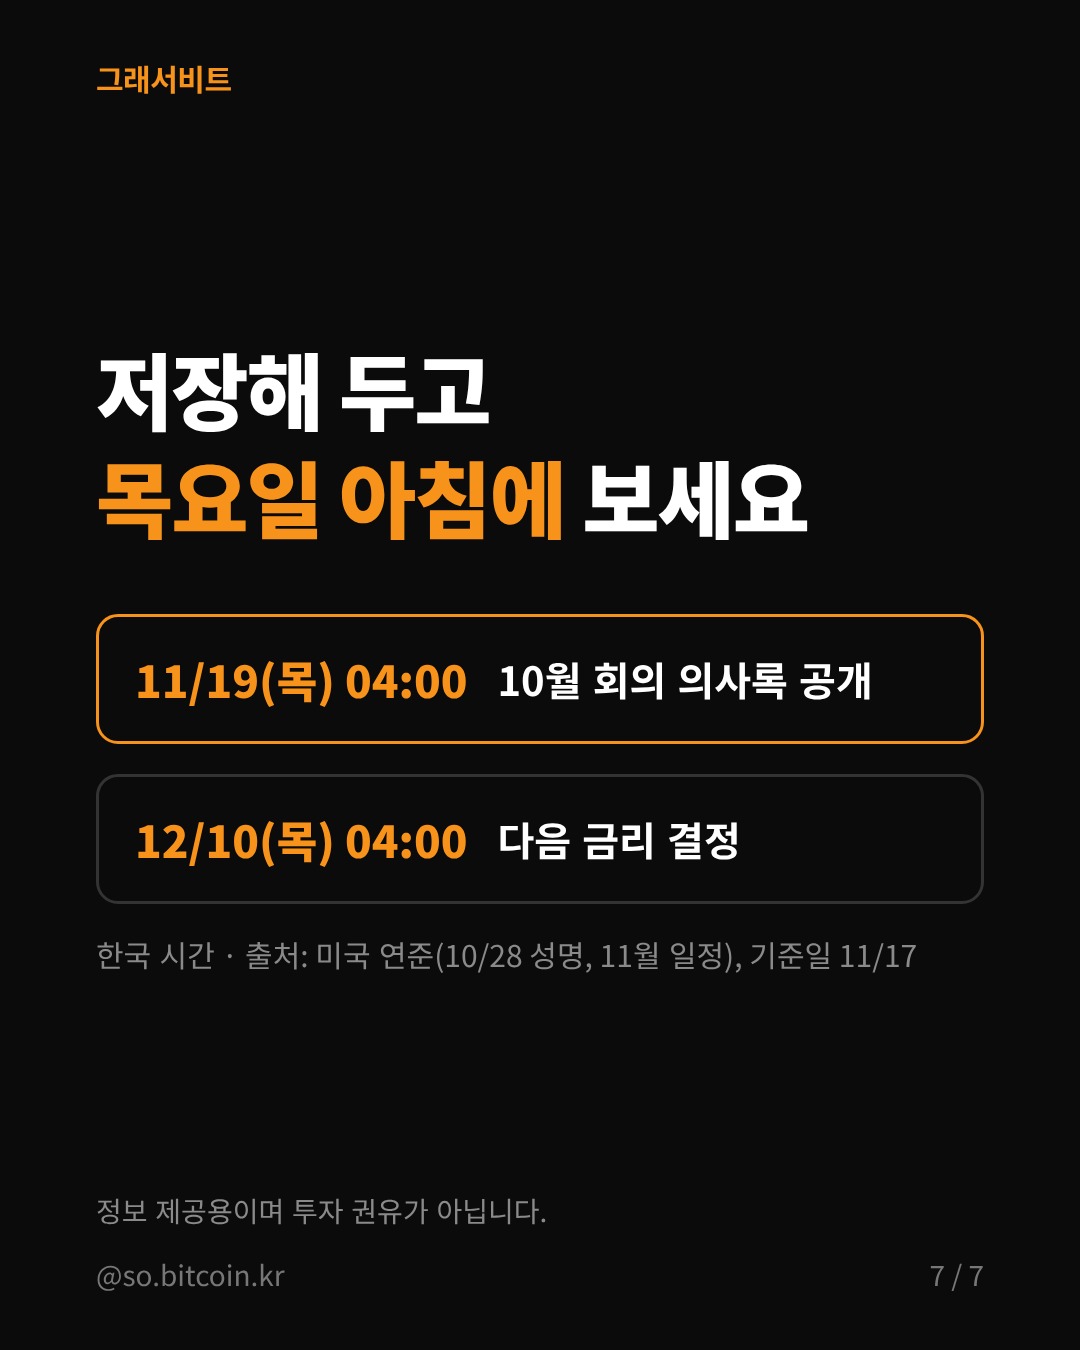 그래서비트
저장해 두고
목요일 아침에 보세요
11/19(목) 04:00 10월 회의 의사록 공개
12/10(목) 04:00 다음 금리 결정
한국 시간 · 출처: 미국 연준(10/28 성명, 11월 일정), 기준일 11/17
정보 제공용이며 투자 권유가 아닙니다.
@so.bitcoin.kr 7 / 7